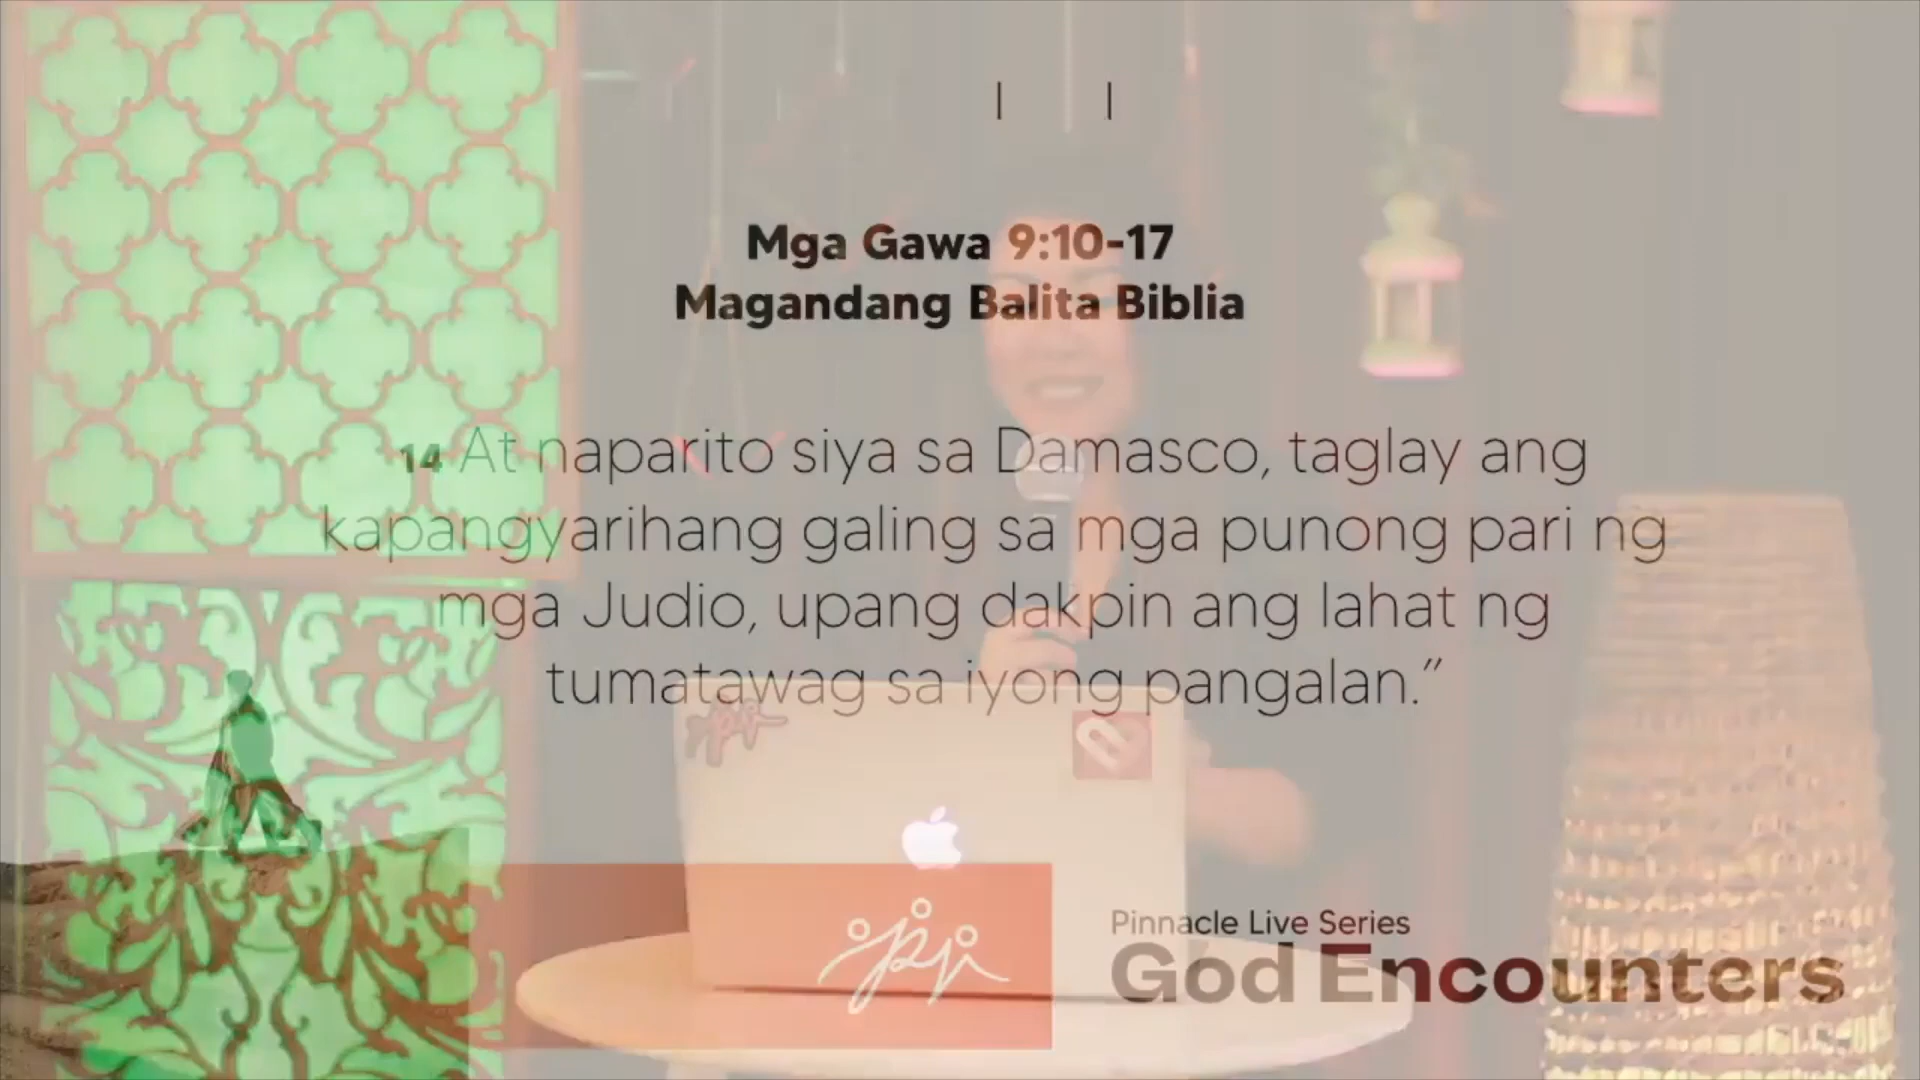 Mga Gawa 9:10-17
Magandang Balita Biblia
14 At naparito siya sa Damasco, taglay ang
kapangyarihang galing sa mga punong pari ng
mga Judio, upang dakpin ang lahat ng
tumatawag sa iyong pangalan.”
Pinnacle Live Series
God Encounters